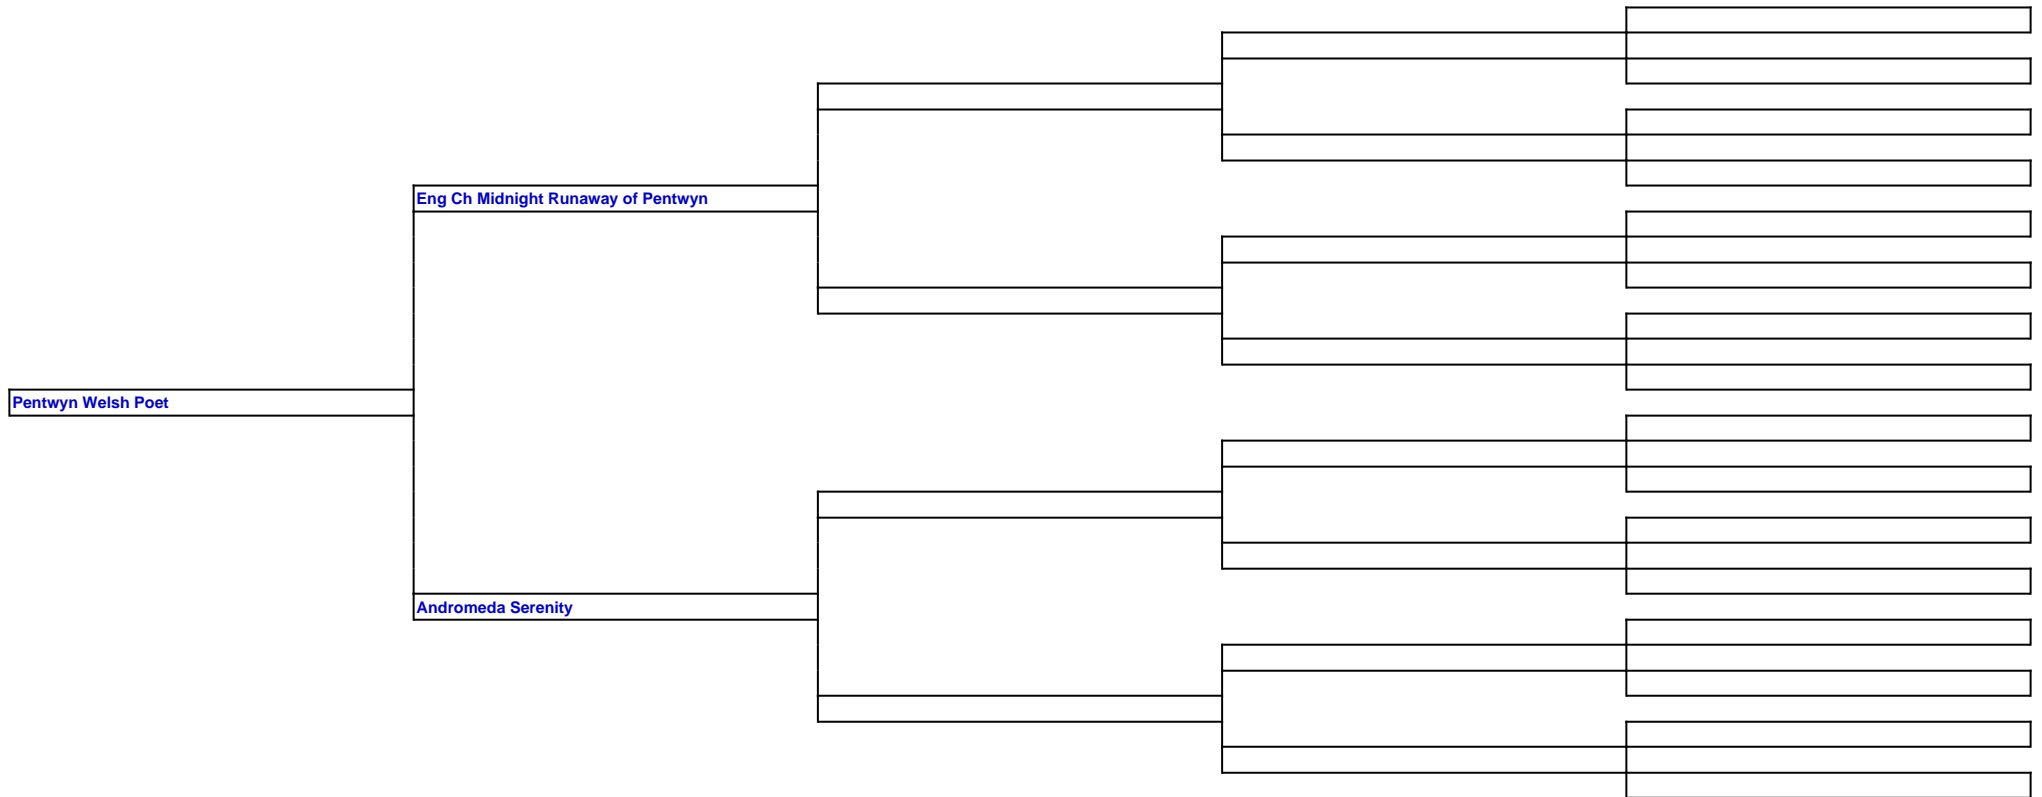 Eng Ch Midnight Runaway of Pentwyn
Pentwyn Welsh Poet
Andromeda Serenity